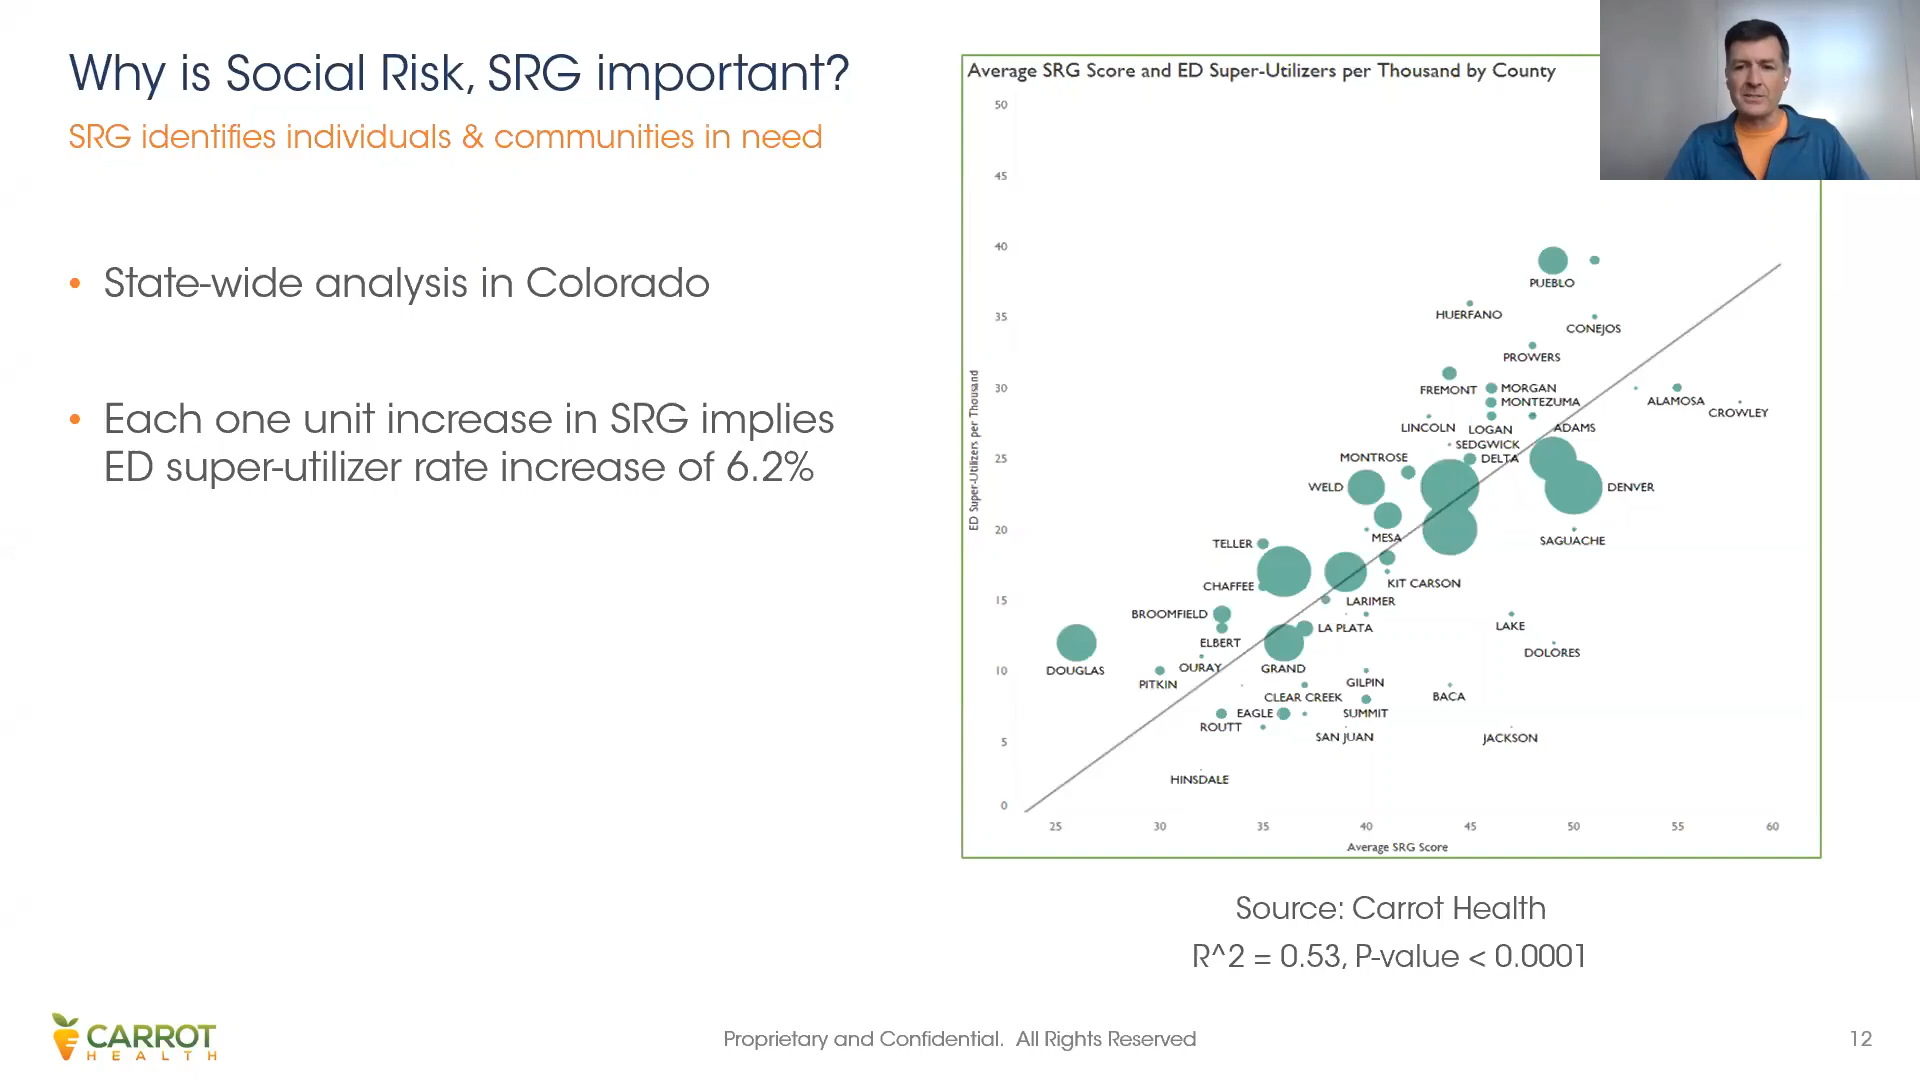 Why is Social Risk, SRG important?
SRG identifies individuals & communities in need
• State-wide analysis in Colorado
• Each one unit increase in SRG implies
ED super-utilizer rate increase of 6.2%
Average SRG Score and ED Super-Utilizers per Thousand by County
50
45
40
35
30
25
20
15
10
5
0
ED Super-Utilizers per Thousand
PUEBLO
HUERFANO
CONEJOS
PROWERS
FREMONT
MORGAN
MONTEZUMA
ALAMOSA
CROWLEY
LINCOLN
LOGAN
ADAMS
SEDGWICK
MONTROSE
DELTA
WELD
DENVER
MESA
SAGUACHE
TELLER
CHAFFEE
KIT CARSON
LARIMER
BROOMFIELD
LA PLATA
LAKE
ELBERT
DOLORES
DOUGLAS
OURAY
GRAND
PITKIN
GILPIN
CLEAR CREEK
BACA
EAGLE
SUMMIT
ROUTT
SAN JUAN
JACKSON
HINSDALE
25 30 35 40 45 50 55 60
Average SRG Score
Source: Carrot Health
R^2 = 0.53, P-value < 0.0001
CARROT
HEALTH
Proprietary and Confidential. All Rights Reserved
12